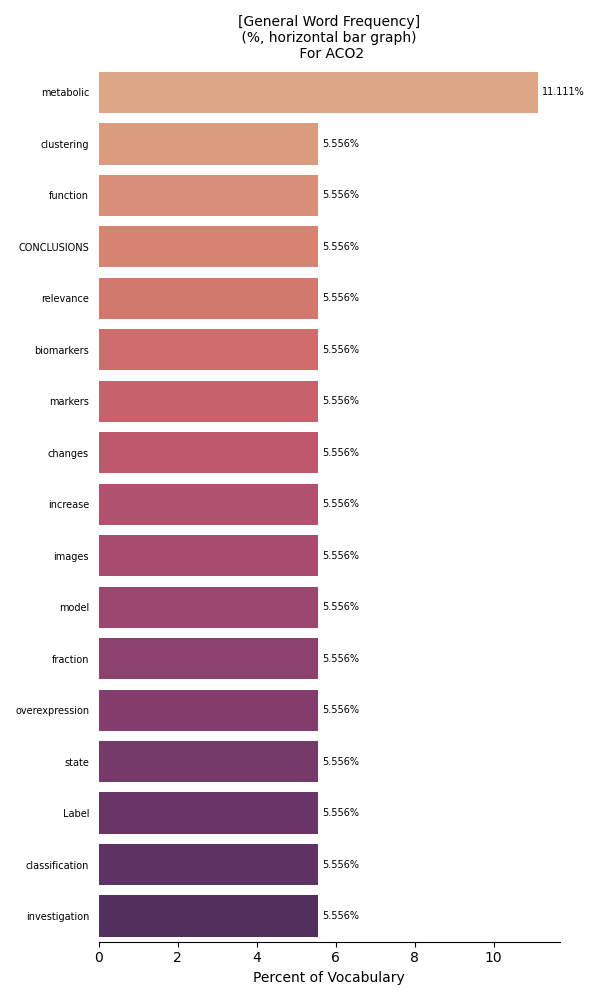 [General Word Frequency]
(%, horizontal bar graph)
For ACO2
metabolic 11.111%
clustering 5.556%
function 5.556%
CONCLUSIONS 5.556%
relevance 5.556%
biomarkers 5.556%
markers 5.556%
changes 5.556%
increase 5.556%
images 5.556%
model 5.556%
fraction 5.556%
overexpression 5.556%
state 5.556%
Label 5.556%
classification 5.556%
investigation 5.556%
0 2 4 6 8 10
Percent of Vocabulary